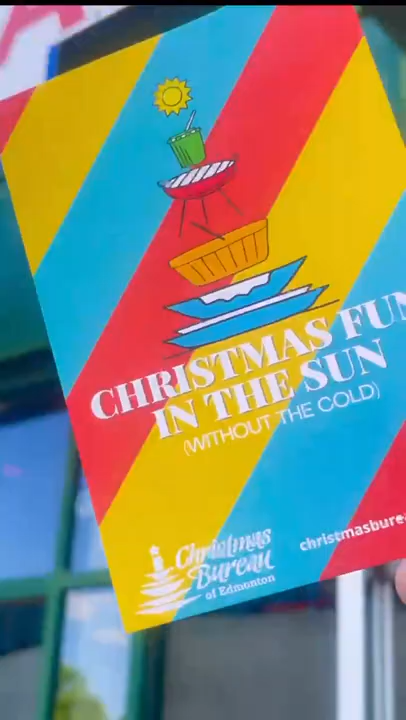 CHRISTMAS FUN
IN THE SUN
(WITHOUT THE COLD)
Christmas
Bureau
of Edmonton